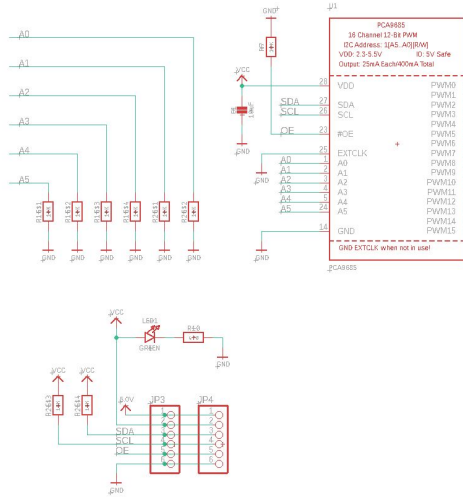 U1
GND
PCA9685
16 Channel 12-Bit PWM
I2C Address: 1[A5..A0][R/W]
VDD: 2.3-5.5V IO: 5V Safe
Output: 25mA Each/400mA Total
A0
A1
A2
A3
A4
A5
GND GND GND GND GND GND
VCC
10uF
GND
SDA
SCL
OE
GND
A0
A1
A2
A3
A4
A5
GND
28 VDD PWM0
PWM1
27 SDA PWM2
26 SCL PWM3
PWM4
23 #OE PWM5
PWM6
25 EXTCLK PWM7
1 A0 PWM8
2 A1 PWM9
3 A2 PWM10
4 A3 PWM11
5 A4 PWM12
24 A5 PWM13
PWM14
14 GND PWM15
GND EXTCLK when not in use!
PCA9685
VCC
LED1
GREEN
GND
VCC VCC
JP3 JP4
SDA
SCL
OE
GND